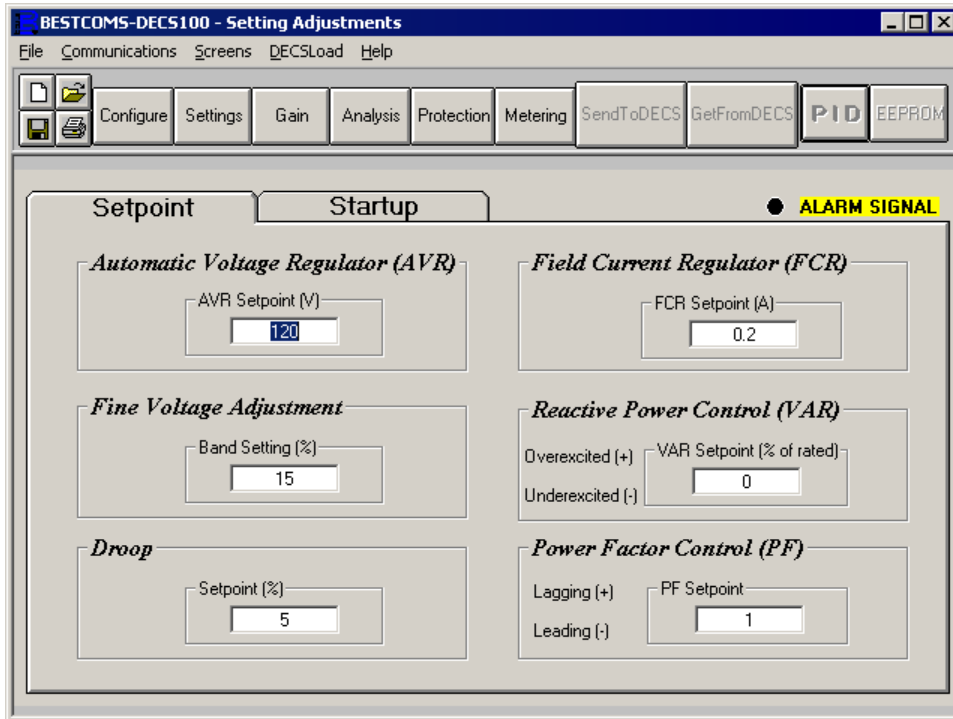 BESTCOMS-DECS100 - Setting Adjustments
File Communications Screens DECSLoad Help
Configure Settings Gain Analysis Protection Metering SendToDECS GetFromDECS PID EEPROM
Setpoint Startup ALARM SIGNAL
Automatic Voltage Regulator (AVR)
AVR Setpoint (V)
120
Field Current Regulator (FCR)
FCR Setpoint (A)
0.2
Fine Voltage Adjustment
Band Setting (%)
15
Reactive Power Control (VAR)
Overexcited (+)
Underexcited (-)
VAR Setpoint (% of rated)
0
Droop
Setpoint (%)
5
Power Factor Control (PF)
Lagging (+)
Leading (-)
PF Setpoint
1